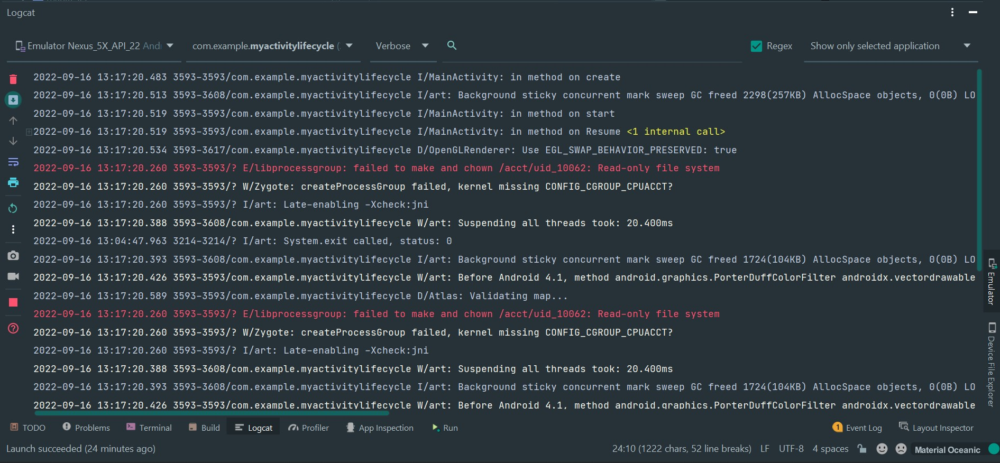 Logcat
Emulator Nexus_5X_API_22 And com.example.myactivitylifecycle ( Verbose Regex Show only selected application
2022-09-16 13:17:20.483 3593-3593/com.example.myactivitylifecycle I/MainActivity: in method on create
2022-09-16 13:17:20.513 3593-3608/com.example.myactivitylifecycle I/art: Background sticky concurrent mark sweep GC freed 2298(257KB) AllocSpace objects, 0(0B) LO
2022-09-16 13:17:20.519 3593-3593/com.example.myactivitylifecycle I/MainActivity: in method on start
2022-09-16 13:17:20.519 3593-3593/com.example.myactivitylifecycle I/MainActivity: in method on Resume <1 internal call>
2022-09-16 13:17:20.534 3593-3617/com.example.myactivitylifecycle D/OpenGLRenderer: Use EGL_SWAP_BEHAVIOR_PRESERVED: true
2022-09-16 13:17:20.260 3593-3593/? E/libprocessgroup: failed to make and chown /acct/uid_10062: Read-only file system
2022-09-16 13:17:20.260 3593-3593/? W/Zygote: createProcessGroup failed, kernel missing CONFIG_CGROUP_CPUACCT?
2022-09-16 13:17:20.260 3593-3593/? I/art: Late-enabling -Xcheck:jni
2022-09-16 13:17:20.388 3593-3608/com.example.myactivitylifecycle W/art: Suspending all threads took: 20.400ms
2022-09-16 13:04:47.963 3214-3214/? I/art: System.exit called, status: 0
2022-09-16 13:17:20.393 3593-3608/com.example.myactivitylifecycle I/art: Background sticky concurrent mark sweep GC freed 1724(104KB) AllocSpace objects, 0(0B) LO
2022-09-16 13:17:20.426 3593-3593/com.example.myactivitylifecycle W/art: Before Android 4.1, method android.graphics.PorterDuffColorFilter androidx.vectordrawable
2022-09-16 13:17:20.589 3593-3593/com.example.myactivitylifecycle D/Atlas: Validating map...
2022-09-16 13:17:20.260 3593-3593/? E/libprocessgroup: failed to make and chown /acct/uid_10062: Read-only file system
2022-09-16 13:17:20.260 3593-3593/? W/Zygote: createProcessGroup failed, kernel missing CONFIG_CGROUP_CPUACCT?
2022-09-16 13:17:20.260 3593-3593/? I/art: Late-enabling -Xcheck:jni
2022-09-16 13:17:20.388 3593-3608/com.example.myactivitylifecycle W/art: Suspending all threads took: 20.400ms
2022-09-16 13:17:20.393 3593-3608/com.example.myactivitylifecycle I/art: Background sticky concurrent mark sweep GC freed 1724(104KB) AllocSpace objects, 0(0B) LO
2022-09-16 13:17:20.426 3593-3593/com.example.myactivitylifecycle W/art: Before Android 4.1, method android.graphics.PorterDuffColorFilter androidx.vectordrawable
Emulator
Device File Explorer
TODO Problems Terminal Build Logcat Profiler App Inspection Run 1 Event Log Layout Inspector
Launch succeeded (24 minutes ago) 24:10 (1222 chars, 52 line breaks) LF UTF-8 4 spaces Material Oceanic